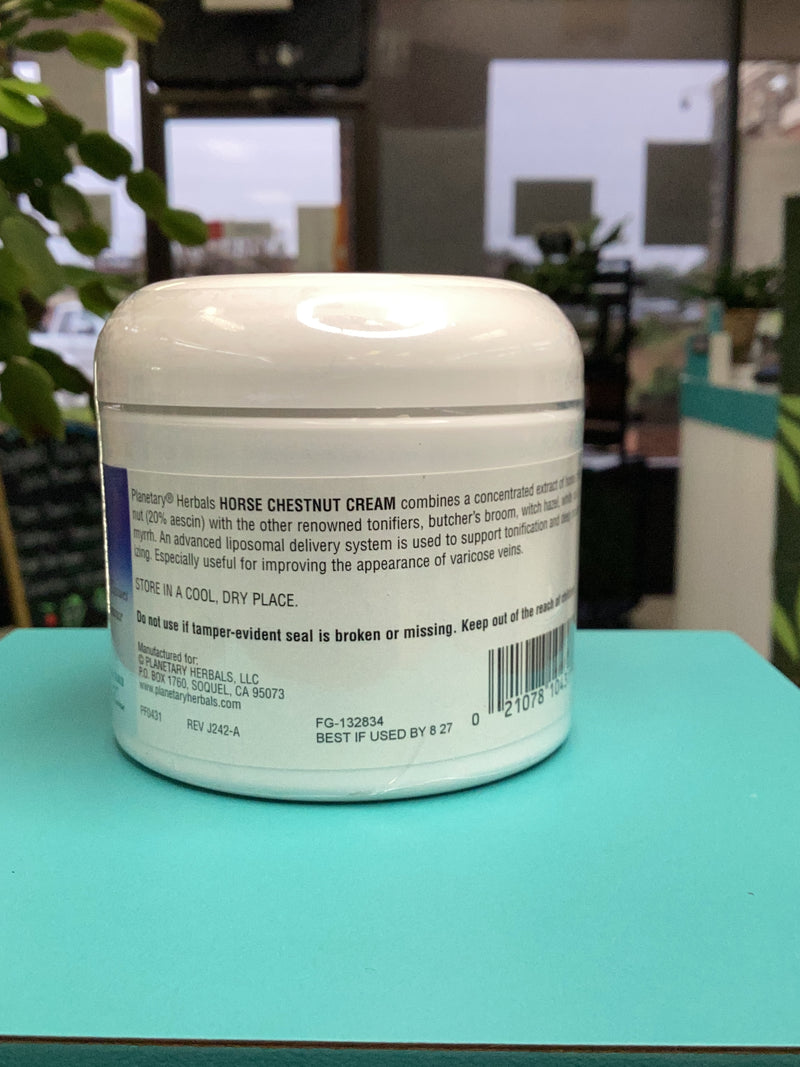 Planetary® Herbals HORSE CHESTNUT CREAM combines a concentrated extract of
nut (20% aescin) with the other renowned tonifiers, butcher's broom, witch hazel,
myrrh. An advanced liposomal delivery system is used to support tonification and
izing. Especially useful for improving the appearance of varicose veins.
STORE IN A COOL, DRY PLACE.
Do not use if tamper-evident seal is broken or missing. Keep out of the reach of
Manufactured for:
© PLANETARY HERBALS, LLC
P.O. BOX 1760, SOQUEL, CA 95073
www.planetaryherbals.com
PF0431 REV J242-A
FG-132834
BEST IF USED BY 8 27
0 21078 104